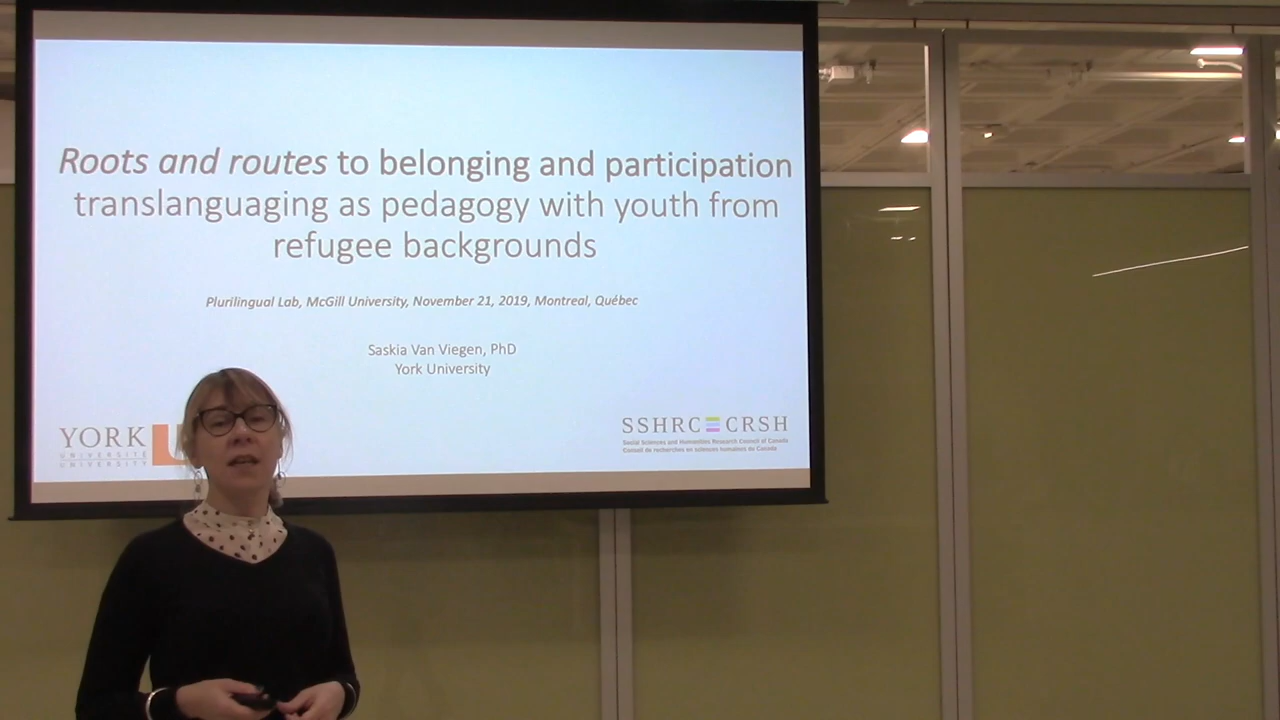 Roots and routes to belonging and participation
translanguaging as pedagogy with youth from
refugee backgrounds
Plurilingual Lab, McGill University, November 21, 2019, Montreal, Québec
Saskia Van Viegen, PhD
York University
YORK U
UNIVERSITÉ
UNIVERSITY
SSHRC CRSH
Social Sciences and Humanities Research Council of Canada
Conseil de recherches en sciences humaines du Canada